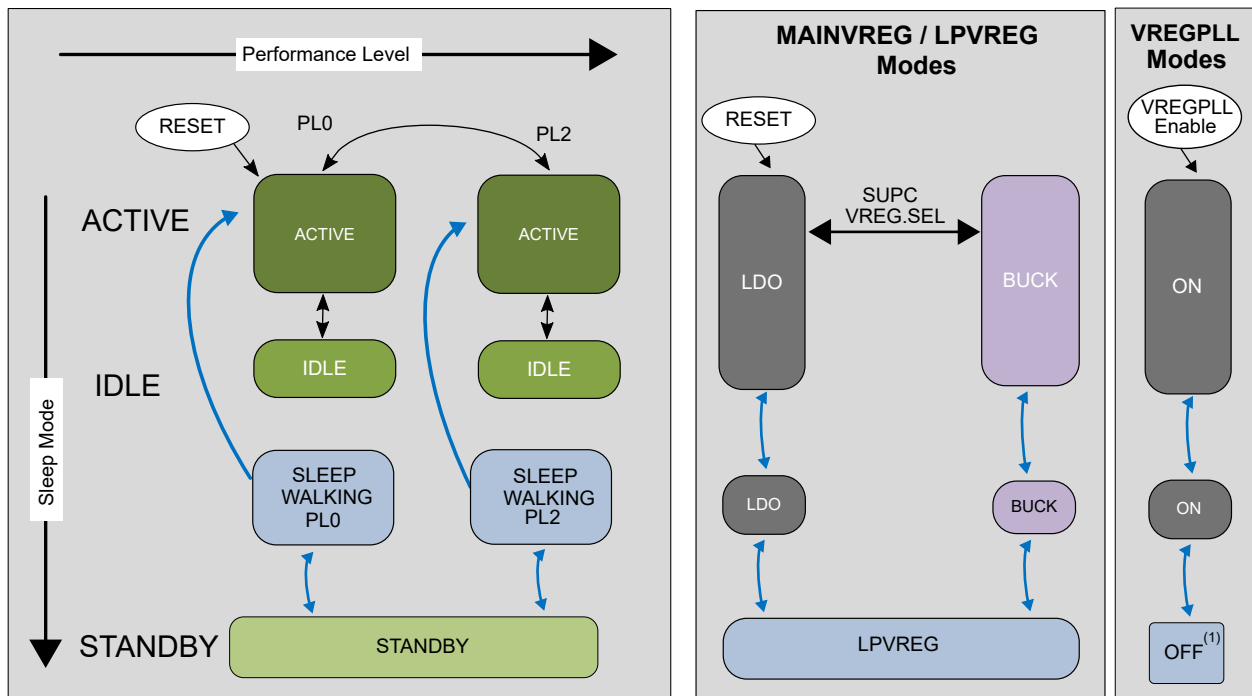 Performance Level
RESET
PL0
PL2
ACTIVE
ACTIVE
ACTIVE
IDLE
IDLE
IDLE
Sleep Mode
SLEEP
WALKING
PL0
SLEEP
WALKING
PL2
STANDBY
STANDBY
MAINVREG / LPVREG
Modes
RESET
SUPC
VREG.SEL
LDO
BUCK
LDO
BUCK
LPVREG
VREGPLL
Modes
VREGPLL
Enable
ON
ON
OFF(1)